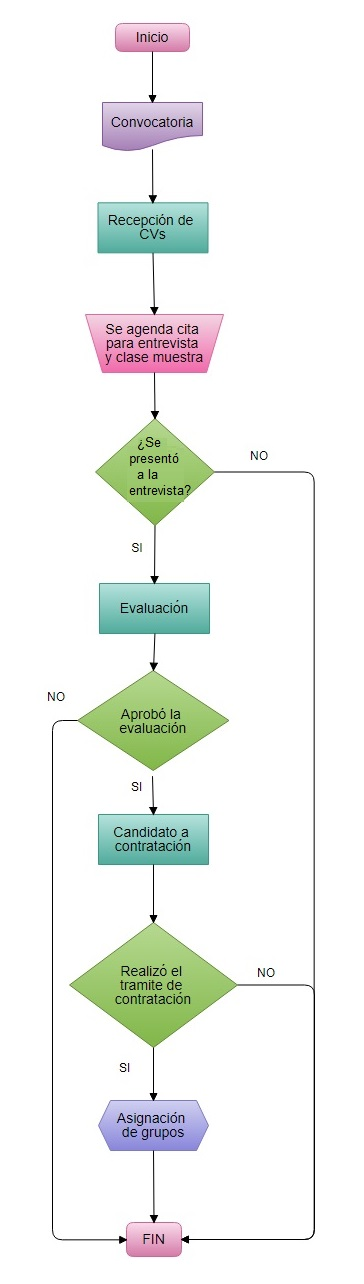 Inicio
Convocatoria
Recepción de
CVs
Se agenda cita
para entrevista
y clase muestra
¿Se
presentó
a la
entrevista?
NO
SI
Evaluación
NO
Aprobó la
evaluación
SI
Candidato a
contratación
Realizó el
tramite de
contratación
NO
SI
Asignación
de grupos
FIN